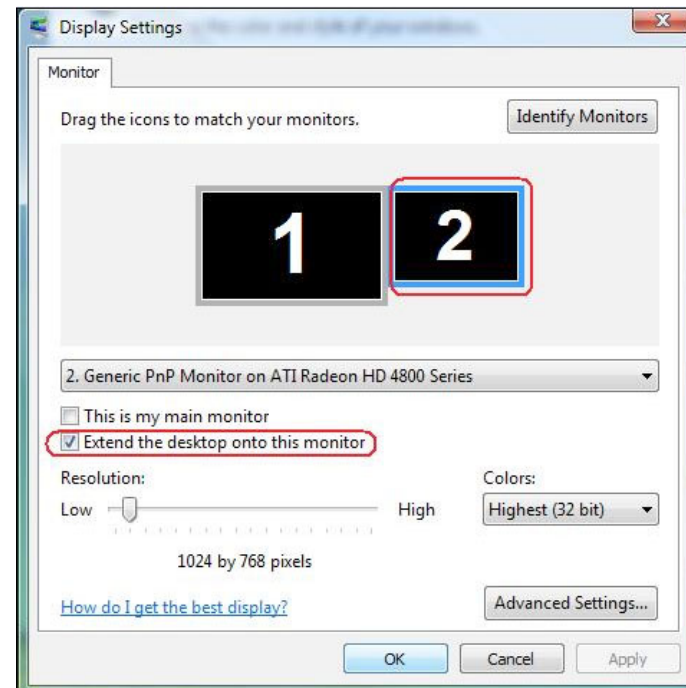 Display Settings
Monitor
Drag the icons to match your monitors.
Identify Monitors
1
2
2. Generic PnP Monitor on ATI Radeon HD 4800 Series
This is my main monitor
Extend the desktop onto this monitor
Resolution:
Colors:
Low
High
Highest (32 bit)
1024 by 768 pixels
How do I get the best display?
Advanced Settings...
OK
Cancel
Apply